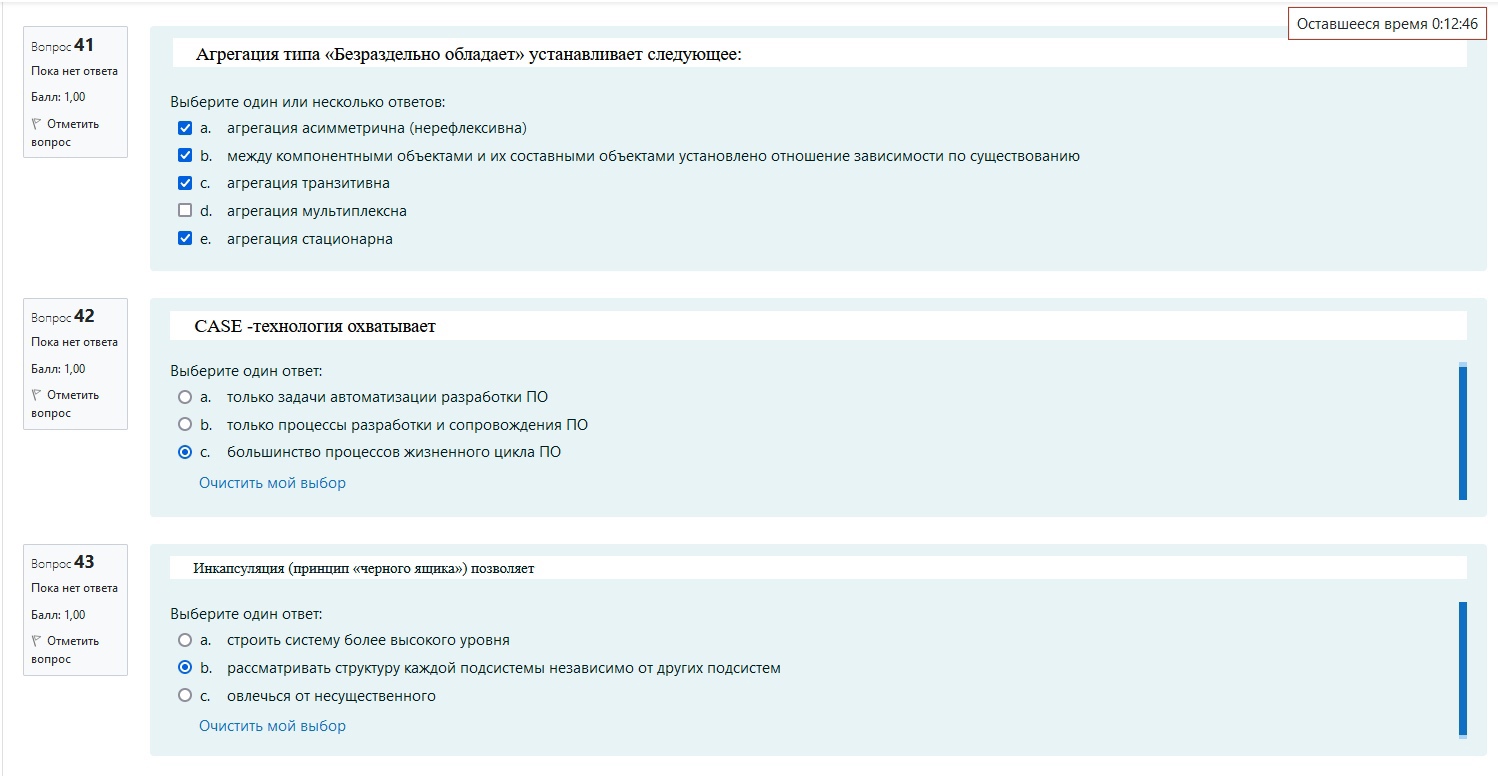 Оставшееся время 0:12:46
Вопрос 41
Пока нет ответа
Балл: 1,00
Отметить
вопрос
Агрегация типа «Безраздельно обладает» устанавливает следующее:
Выберите один или несколько ответов:
a. агрегация асимметрична (нерефлексивна)
b. между компонентными объектами и их составными объектами установлено отношение зависимости по существованию
c. агрегация транзитивна
d. агрегация мультиплексна
e. агрегация стационарна
Вопрос 42
Пока нет ответа
Балл: 1,00
Отметить
вопрос
CASE -технология охватывает
Выберите один ответ:
a. только задачи автоматизации разработки ПО
b. только процессы разработки и сопровождения ПО
c. большинство процессов жизненного цикла ПО
Очистить мой выбор
Вопрос 43
Пока нет ответа
Балл: 1,00
Отметить
вопрос
Инкапсуляция (принцип «черного ящика») позволяет
Выберите один ответ:
a. строить систему более высокого уровня
b. рассматривать структуру каждой подсистемы независимо от других подсистем
c. овлечься от несущественного
Очистить мой выбор